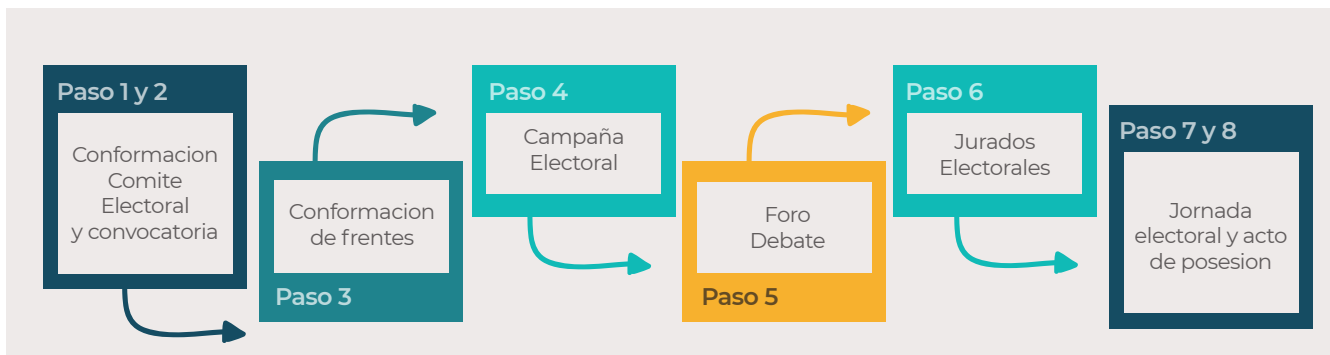 Paso 1 y 2
Conformacion
Comite
Electoral
y convocatoria
Conformacion
de frentes
Paso 3
Paso 4
Campaña
Electoral
Foro
Debate
Paso 5
Paso 6
Jurados
Electorales
Paso 7 y 8
Jornada
electoral y acto
de posesion